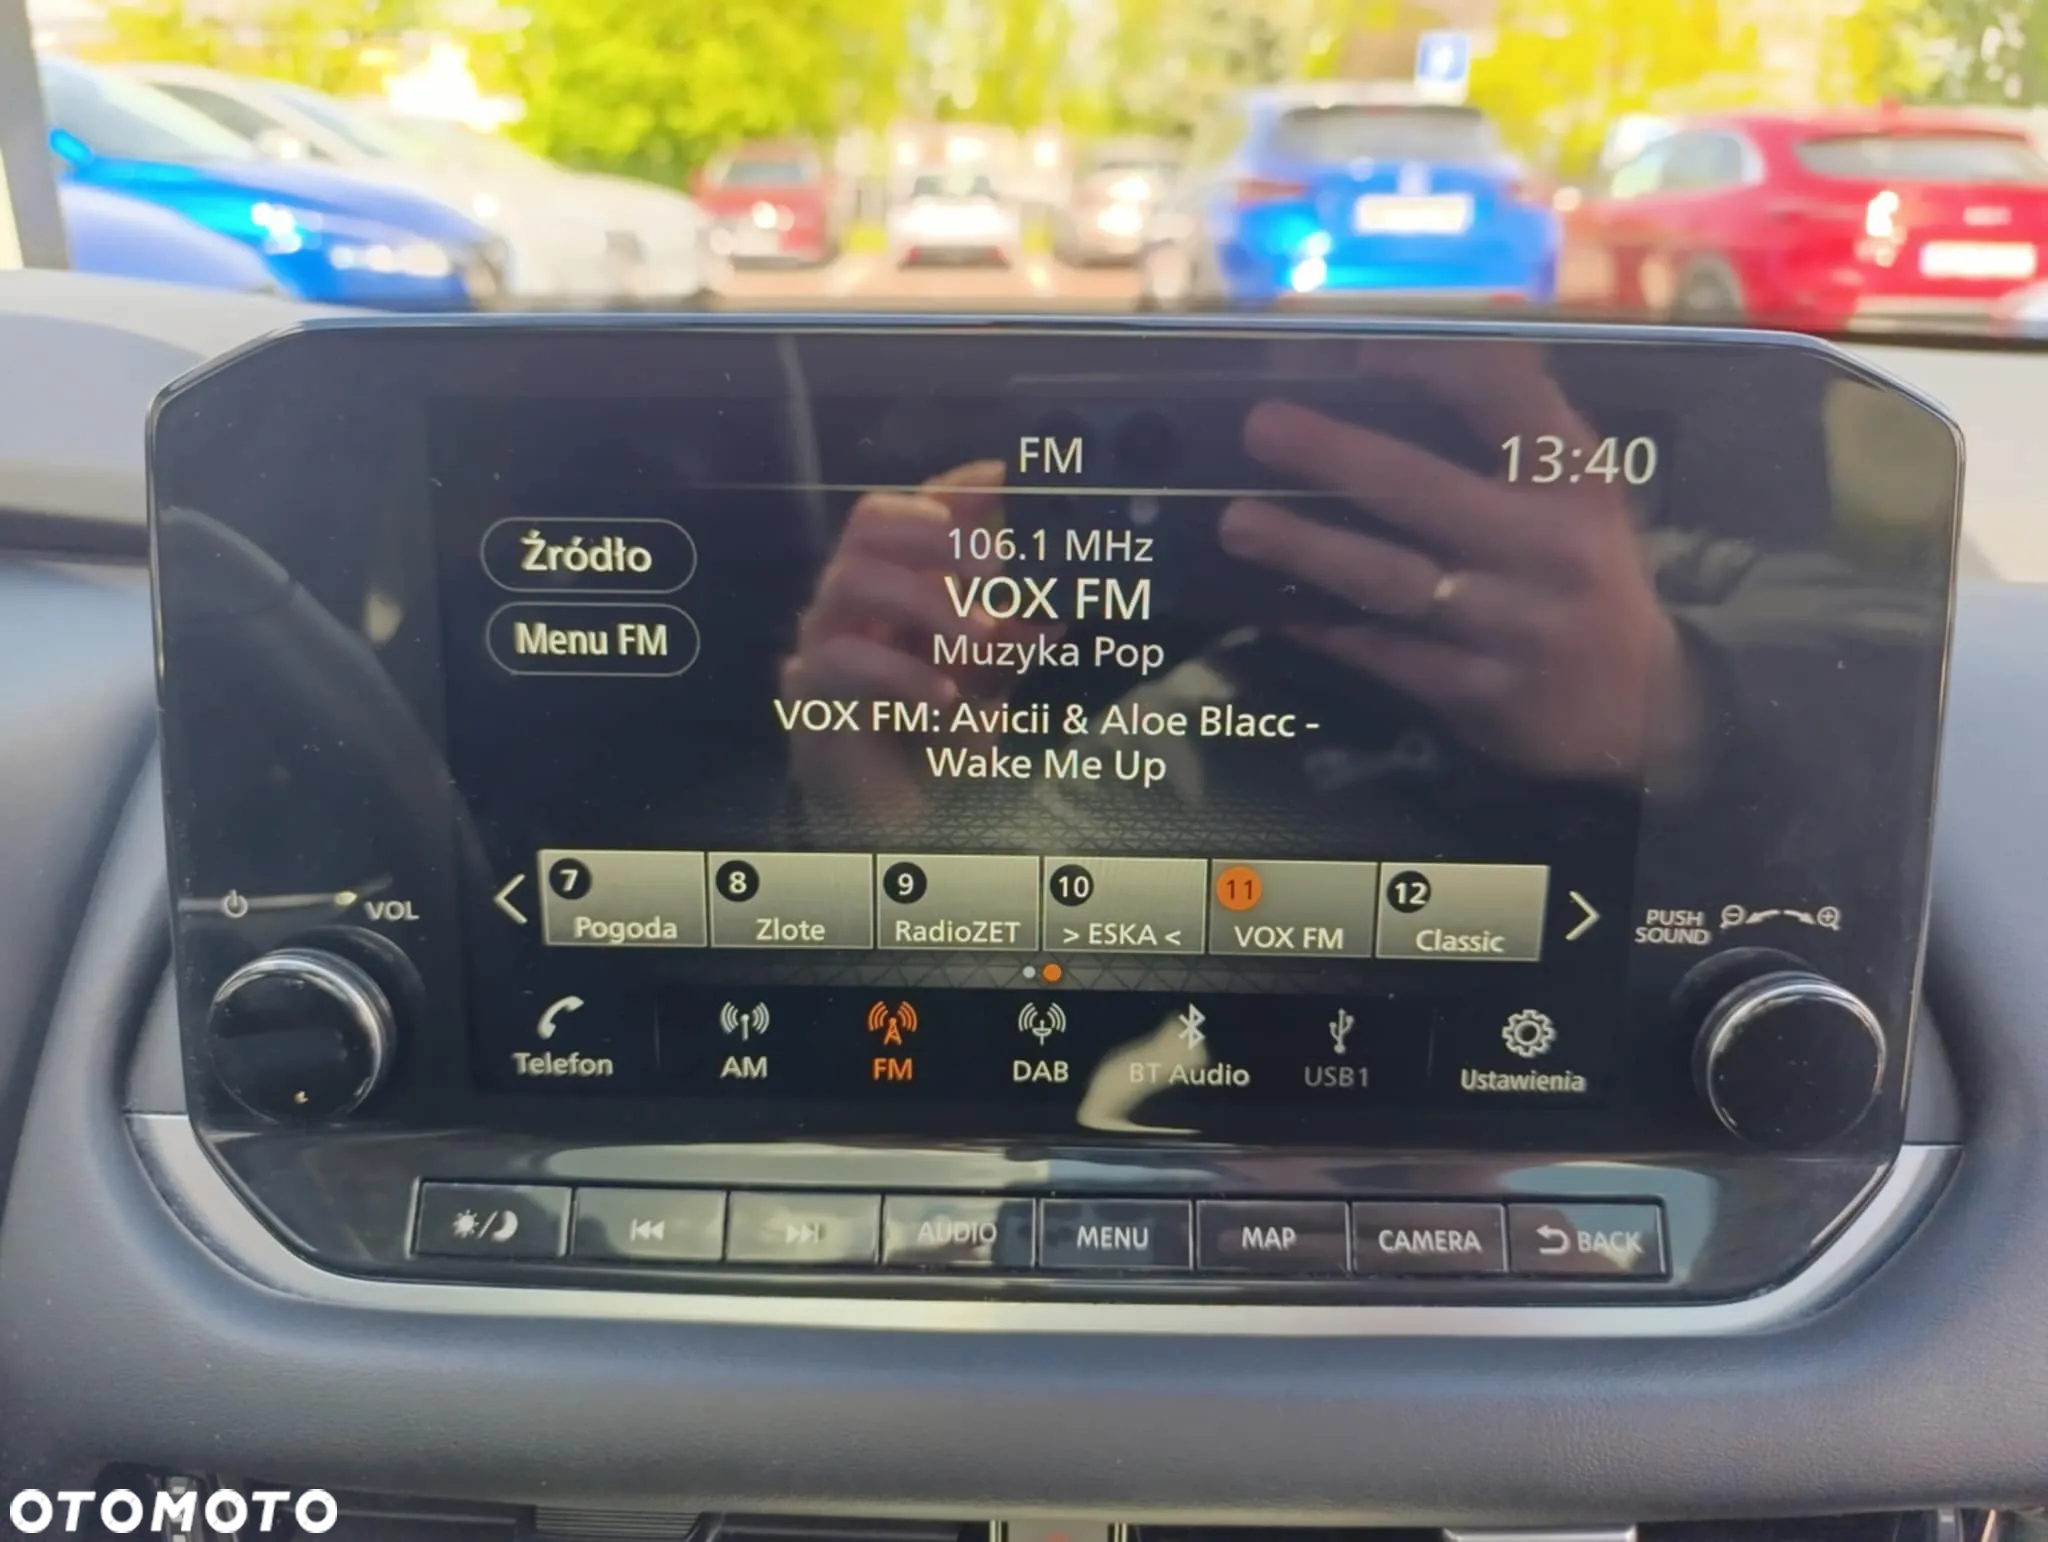 FM
13:40
Źródło
106.1 MHz
VOX FM
Menu FM
Muzyka Pop
VOX FM: Avicii & Aloe Blacc -
Wake Me Up
7 8 9 10 11 12
Pogoda Zlote RadioZET > ESKA < VOX FM Classic
VOL
PUSH
SOUND
Telefon AM FM DAB BT Audio USB1 Ustawienia
AUDIO MENU MAP CAMERA BACK
OTOMOTO